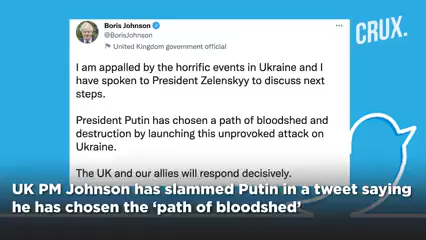 Boris Johnson
@BorisJohnson
United Kingdom government official
CRUX.
I am appalled by the horrific events in Ukraine and I
have spoken to President Zelenskyy to discuss next
steps.
President Putin has chosen a path of bloodshed and
destruction by launching this unprovoked attack on
Ukraine.
The UK and our allies will respond decisively.
UK PM Johnson has slammed Putin in a tweet saying
he has chosen the ‘path of bloodshed’